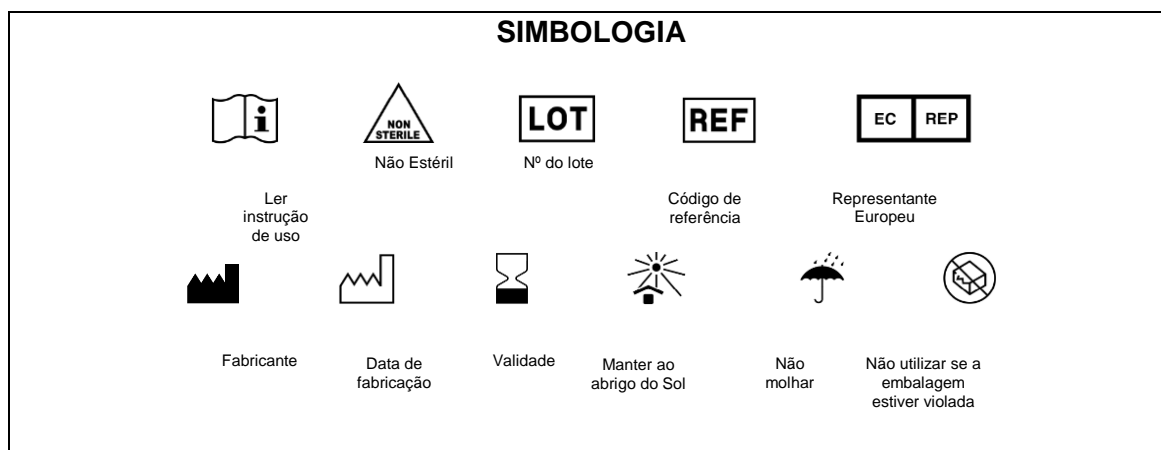 SIMBOLOGIA
i
NON
STERILE
LOT
REF
EC REP
Não Estéril
Nº do lote
Ler
instrução
de uso
Código de
referência
Representante
Europeu
Fabricante
Data de
fabricação
Validade
Manter ao
abrigo do Sol
Não
molhar
Não utilizar se a
embalagem
estiver violada